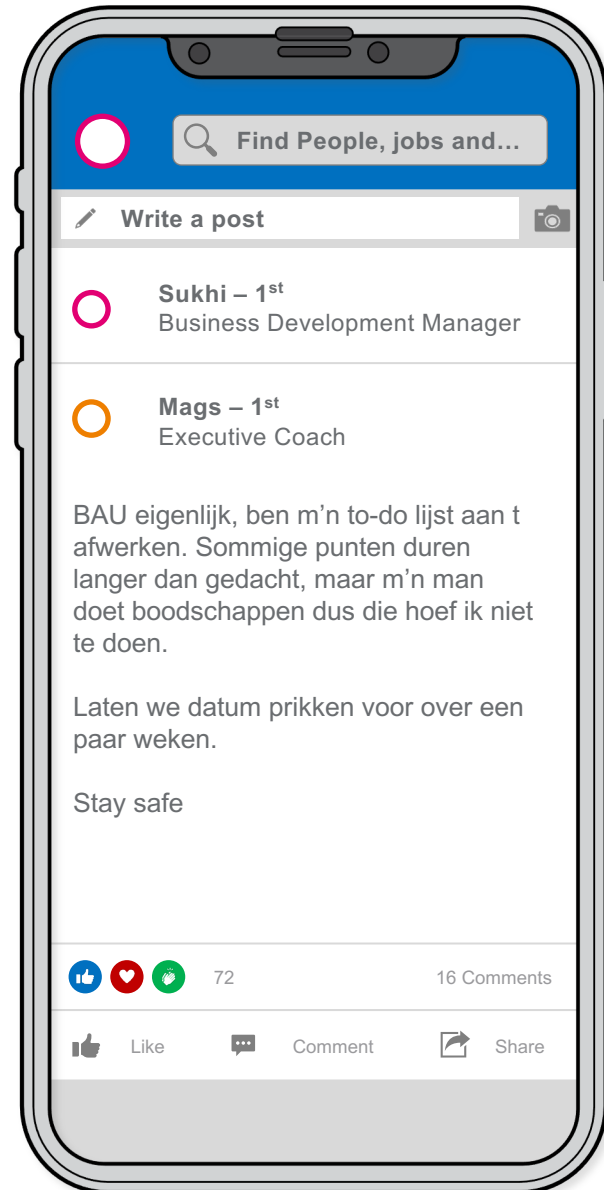 Find People, jobs and...
Write a post
Sukhi – 1st
Business Development Manager
Mags – 1st
Executive Coach
BAU eigenlijk, ben m’n to-do lijst aan t
afwerken. Sommige punten duren
langer dan gedacht, maar m’n man
doet boodschappen dus die hoef ik niet
te doen.
Laten we datum prikken voor over een
paar weken.
Stay safe
72 16 Comments
Like Comment Share